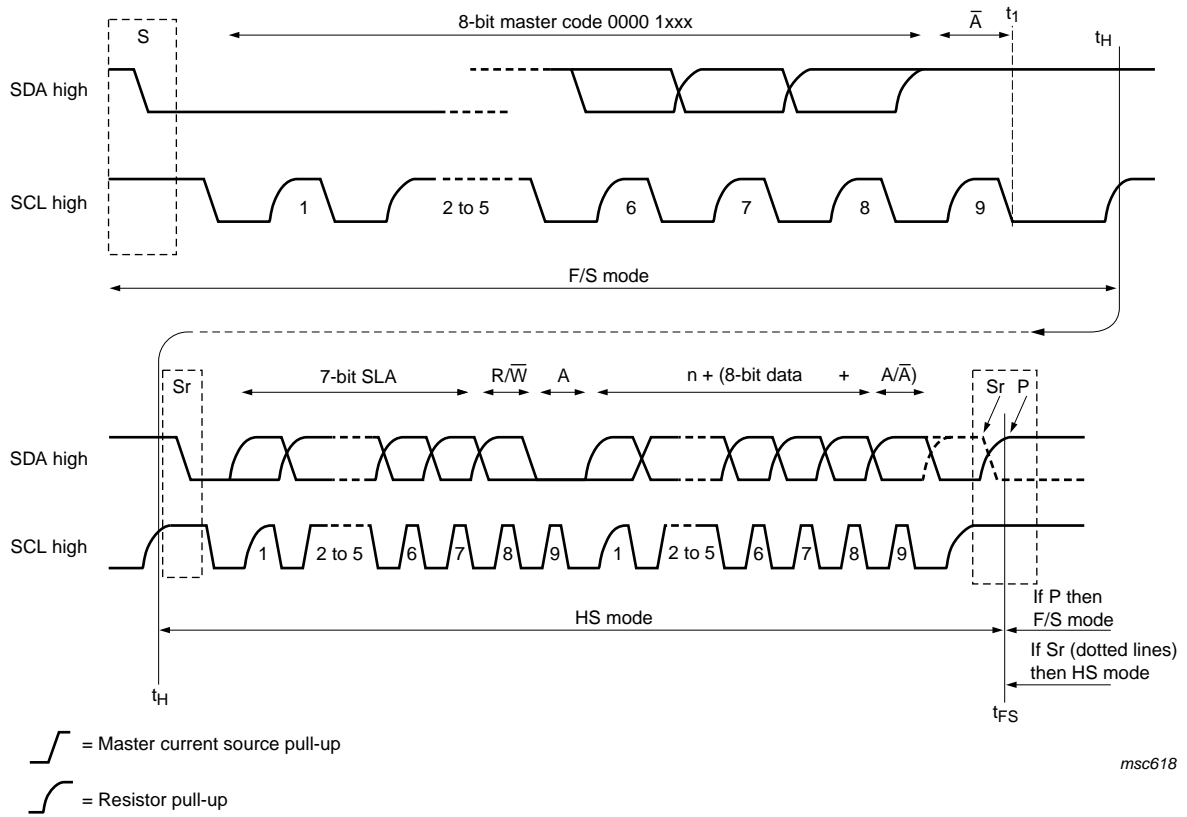 8-bit master code 0000 1xxx
S
A̅
t1
tH
SDA high
SCL high
1
2 to 5
6
7
8
9
F/S mode
7-bit SLA
R/W̅
A
n + (8-bit data + A/A̅)
Sr
Sr P
SDA high
SCL high
1
2 to 5
6
7
8
9
1
2 to 5
6
7
8
9
HS mode
If P then
F/S mode
If Sr (dotted lines)
then HS mode
tH
tFS
= Master current source pull-up
= Resistor pull-up
msc618